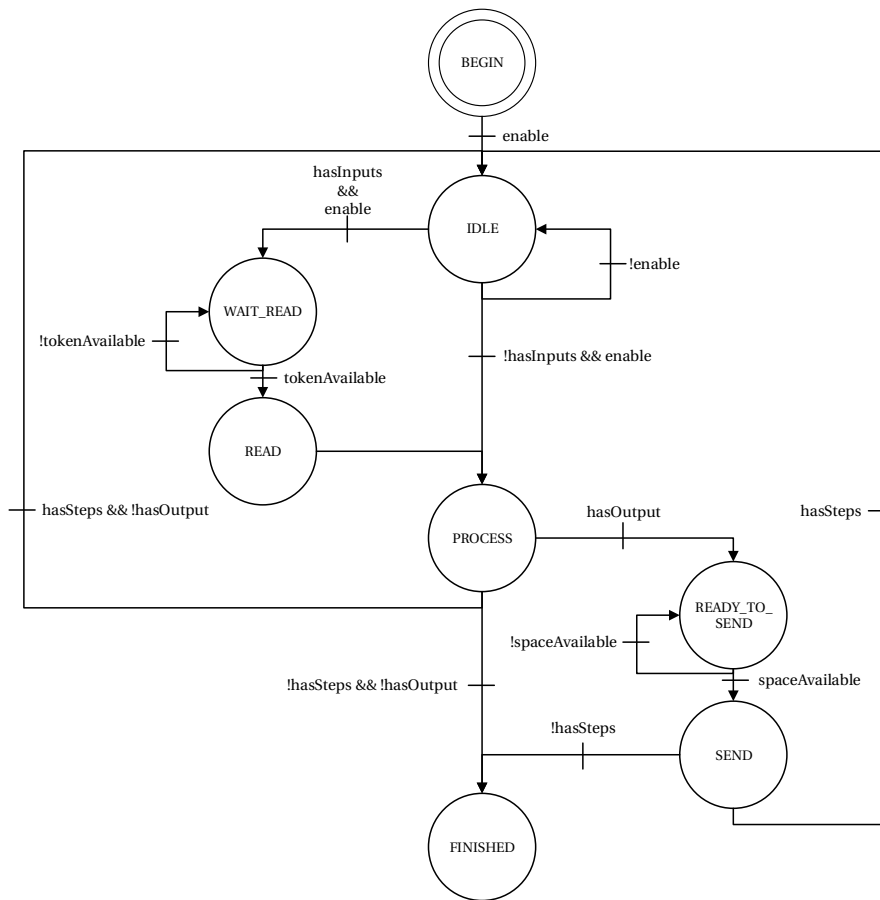 BEGIN
enable
hasInputs
&&
enable
IDLE
!enable
WAIT_READ
!tokenAvailable
!hasInputs && enable
tokenAvailable
READ
hasSteps && !hasOutput
hasOutput
hasSteps
PROCESS
READY_TO_
SEND
!spaceAvailable
spaceAvailable
!hasSteps && !hasOutput
!hasSteps
SEND
FINISHED